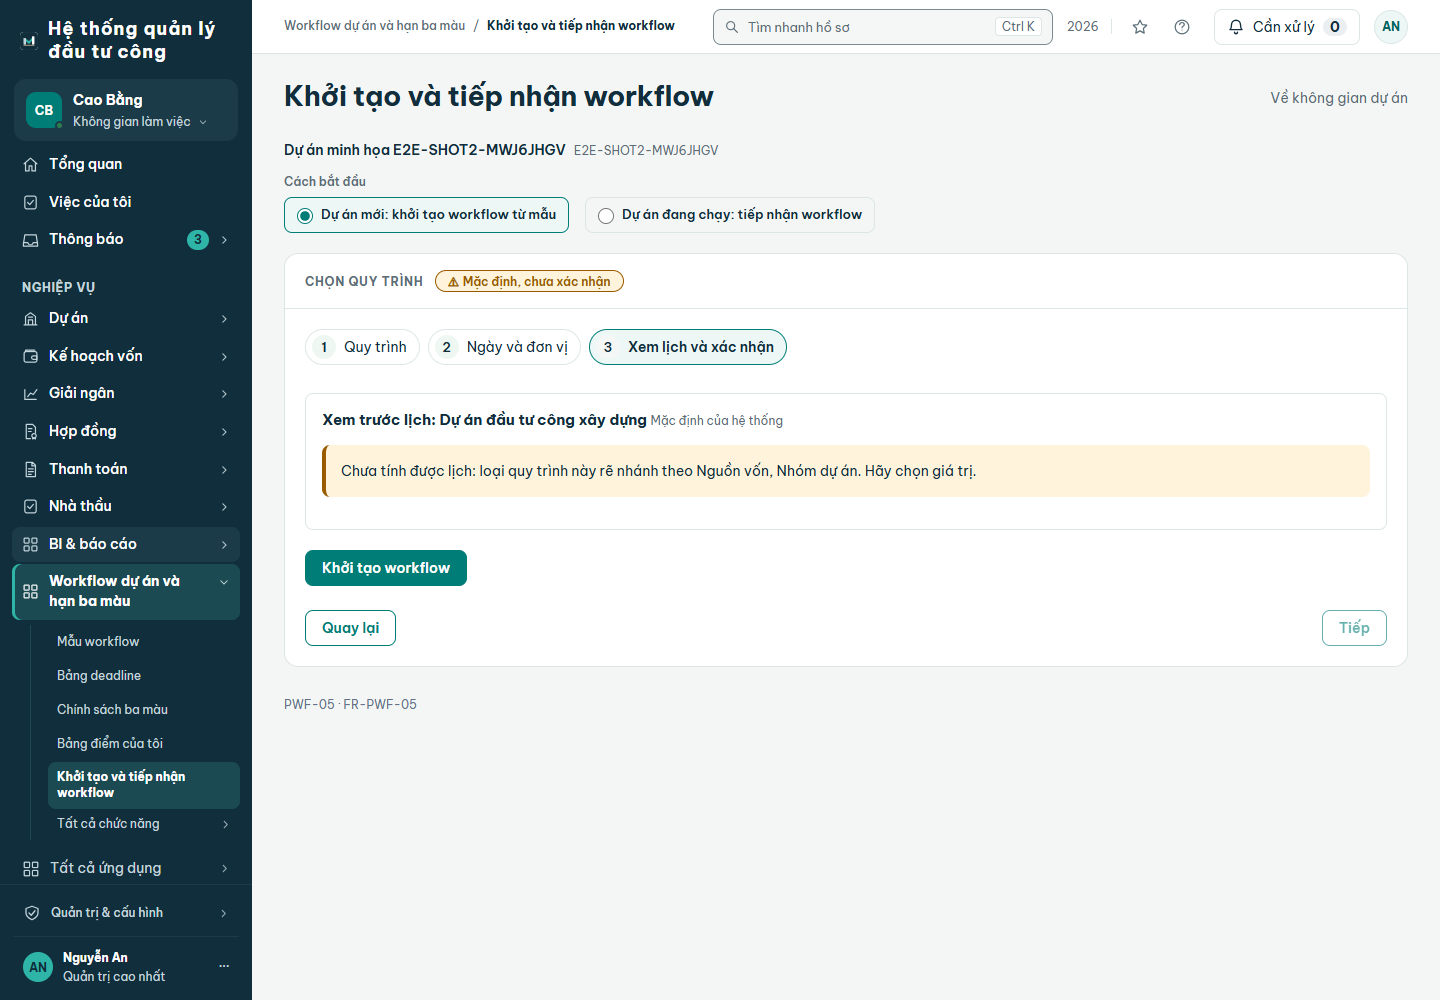 Hệ thống quản lý
đầu tư công
CB
Cao Bằng
Không gian làm việc
Tổng quan
Việc của tôi
Thông báo
3
NGHIỆP VỤ
Dự án
Kế hoạch vốn
Giải ngân
Hợp đồng
Thanh toán
Nhà thầu
BI & báo cáo
Workflow dự án và
hạn ba màu
Mẫu workflow
Bảng deadline
Chính sách ba màu
Bảng điểm của tôi
Khởi tạo và tiếp nhận
workflow
Tất cả chức năng
Tất cả ứng dụng
Quản trị & cấu hình
AN
Nguyễn An
Quản trị cao nhất
Workflow dự án và hạn ba màu / Khởi tạo và tiếp nhận workflow
Tìm nhanh hồ sơ
Ctrl K
2026
Cần xử lý 0
AN
Khởi tạo và tiếp nhận workflow
Về không gian dự án
Dự án minh họa E2E-SHOT2-MWJ6JHGV E2E-SHOT2-MWJ6JHGV
Cách bắt đầu
Dự án mới: khởi tạo workflow từ mẫu
Dự án đang chạy: tiếp nhận workflow
CHỌN QUY TRÌNH
⚠ Mặc định, chưa xác nhận
1 Quy trình
2 Ngày và đơn vị
3 Xem lịch và xác nhận
Xem trước lịch: Dự án đầu tư công xây dựng Mặc định của hệ thống
Chưa tính được lịch: loại quy trình này rẽ nhánh theo Nguồn vốn, Nhóm dự án. Hãy chọn giá trị.
Khởi tạo workflow
Quay lại
Tiếp
PWF-05 · FR-PWF-05